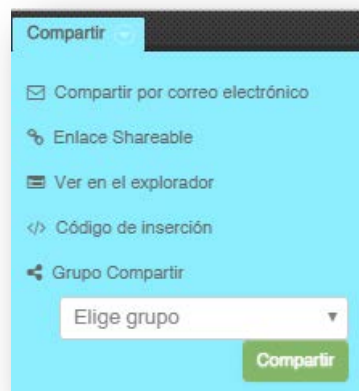 Compartir
Compartir por correo electrónico
Enlace Shareable
Ver en el explorador
Código de inserción
Grupo Compartir
Elige grupo
Compartir